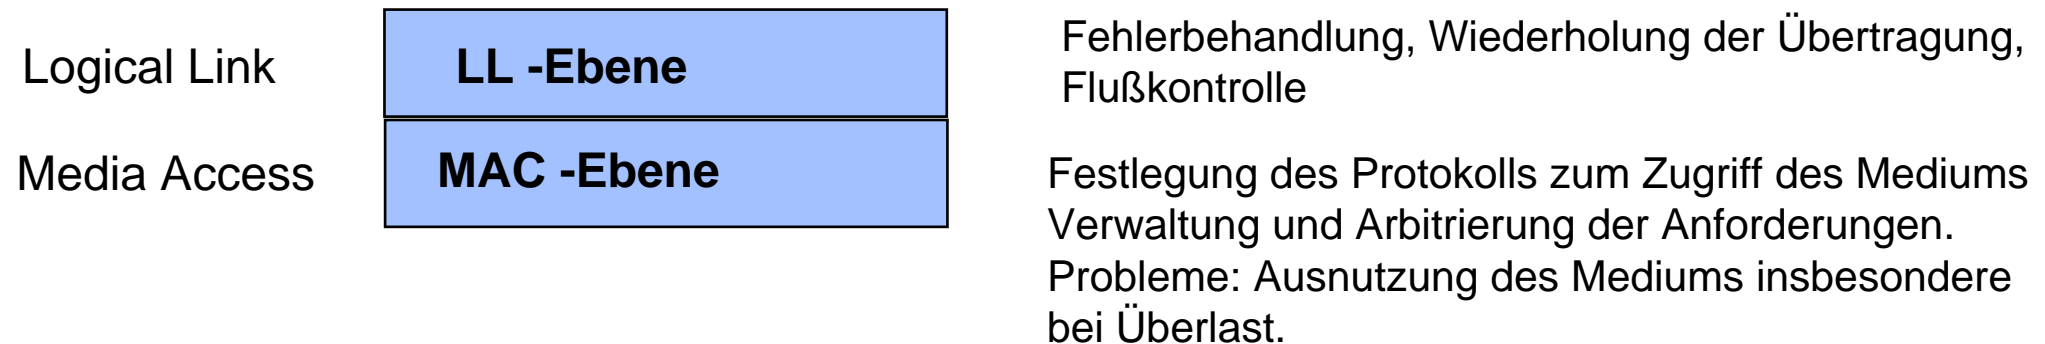 Logical Link
LL -Ebene
Fehlerbehandlung, Wiederholung der Übertragung,
Flußkontrolle
Media Access
MAC -Ebene
Festlegung des Protokolls zum Zugriff des Mediums
Verwaltung und Arbitrierung der Anforderungen.
Probleme: Ausnutzung des Mediums insbesondere
bei Überlast.